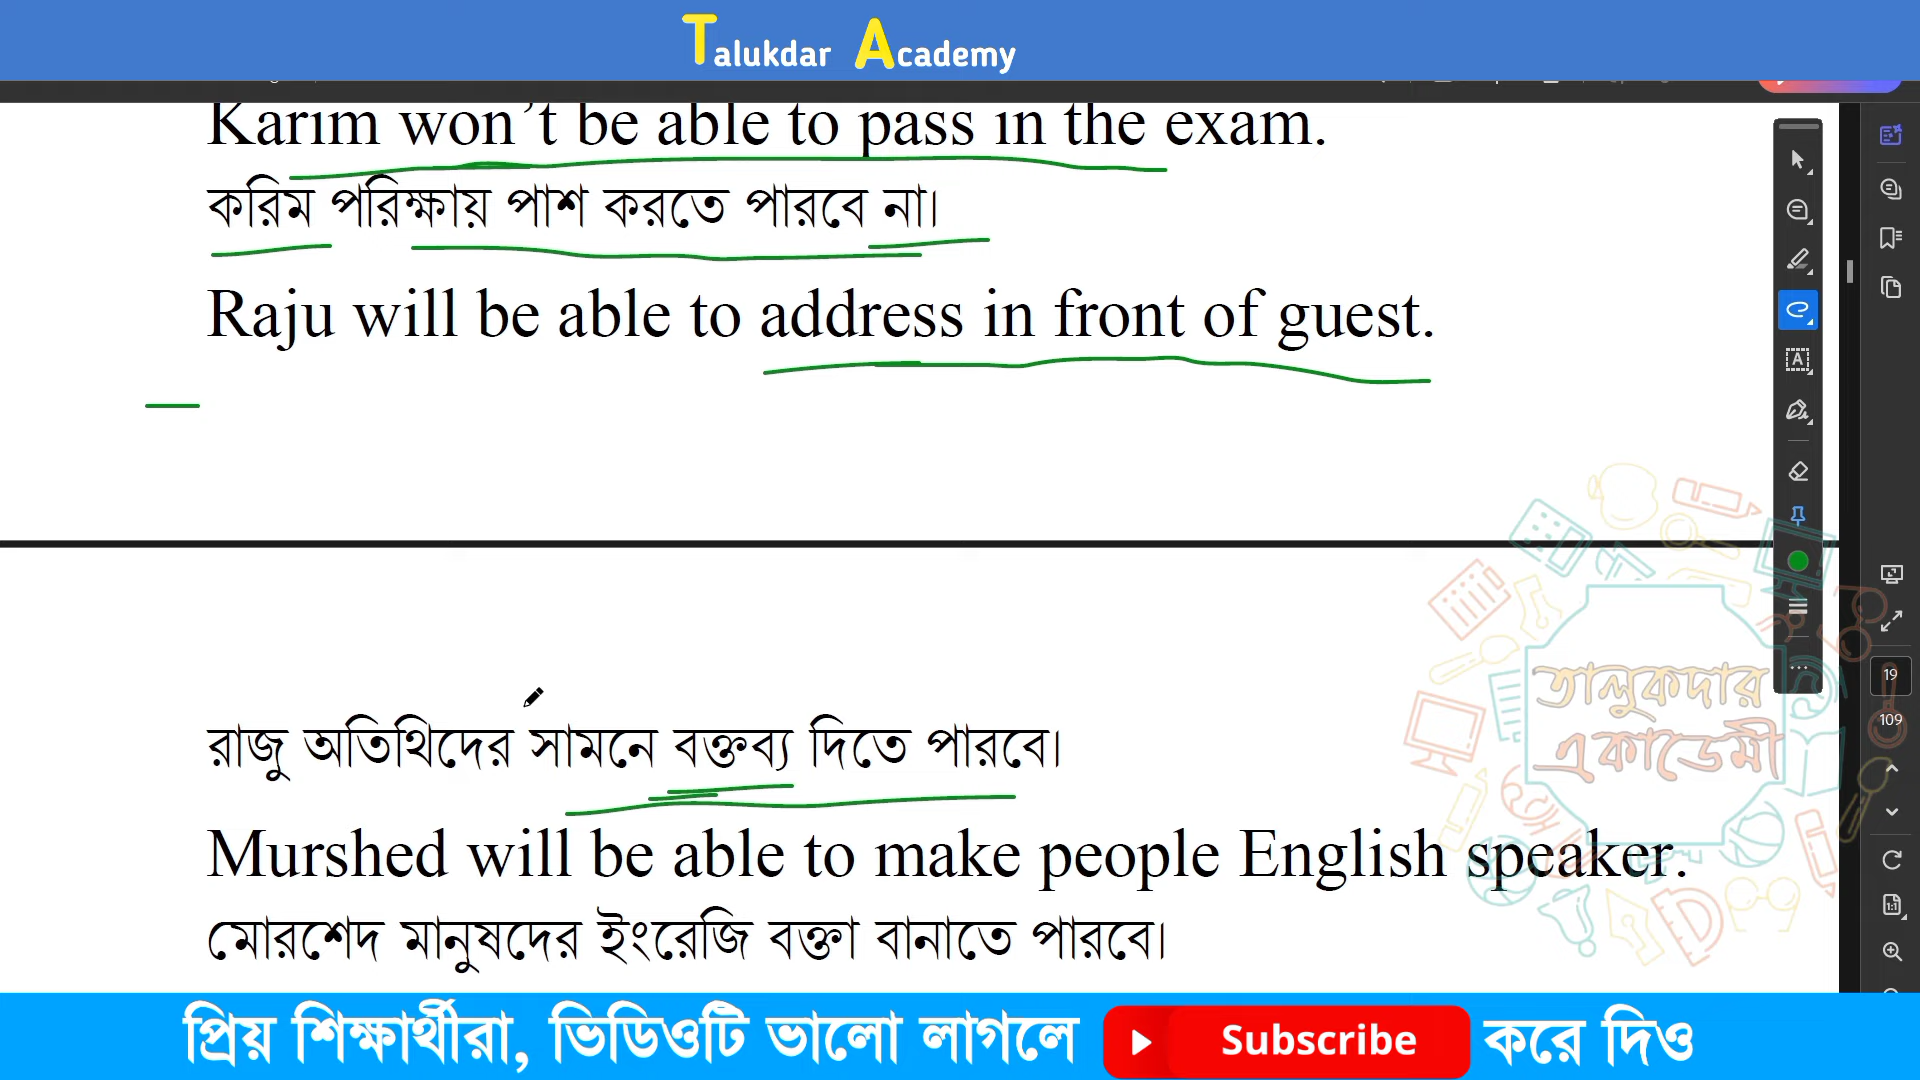 Talukdar Academy
Karim won't be able to pass in the exam.
করিম পরিক্ষায় পাশ করতে পারবে না।
Raju will be able to address in front of guest.
রাজু অতিথিদের সামনে বক্তব্য দিতে পারবে।
Murshed will be able to make people English speaker.
মোরশেদ মানুষদের ইংরেজি বক্তা বানাতে পারবে।
তালুকদার
একাডেমী
19
109
প্রিয় শিক্ষার্থীরা, ভিডিওটি ভালো লাগলে Subscribe করে দিও